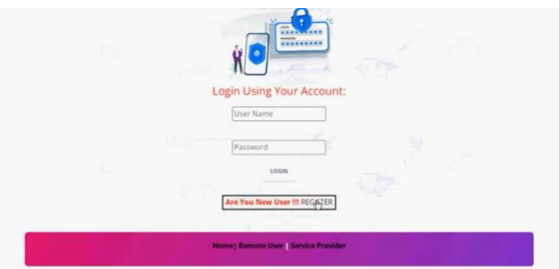 Login Using Your Account:
User Name
Password
LOGIN
Are You New User !!! REGISTER
Home| Remote User| Service Provider